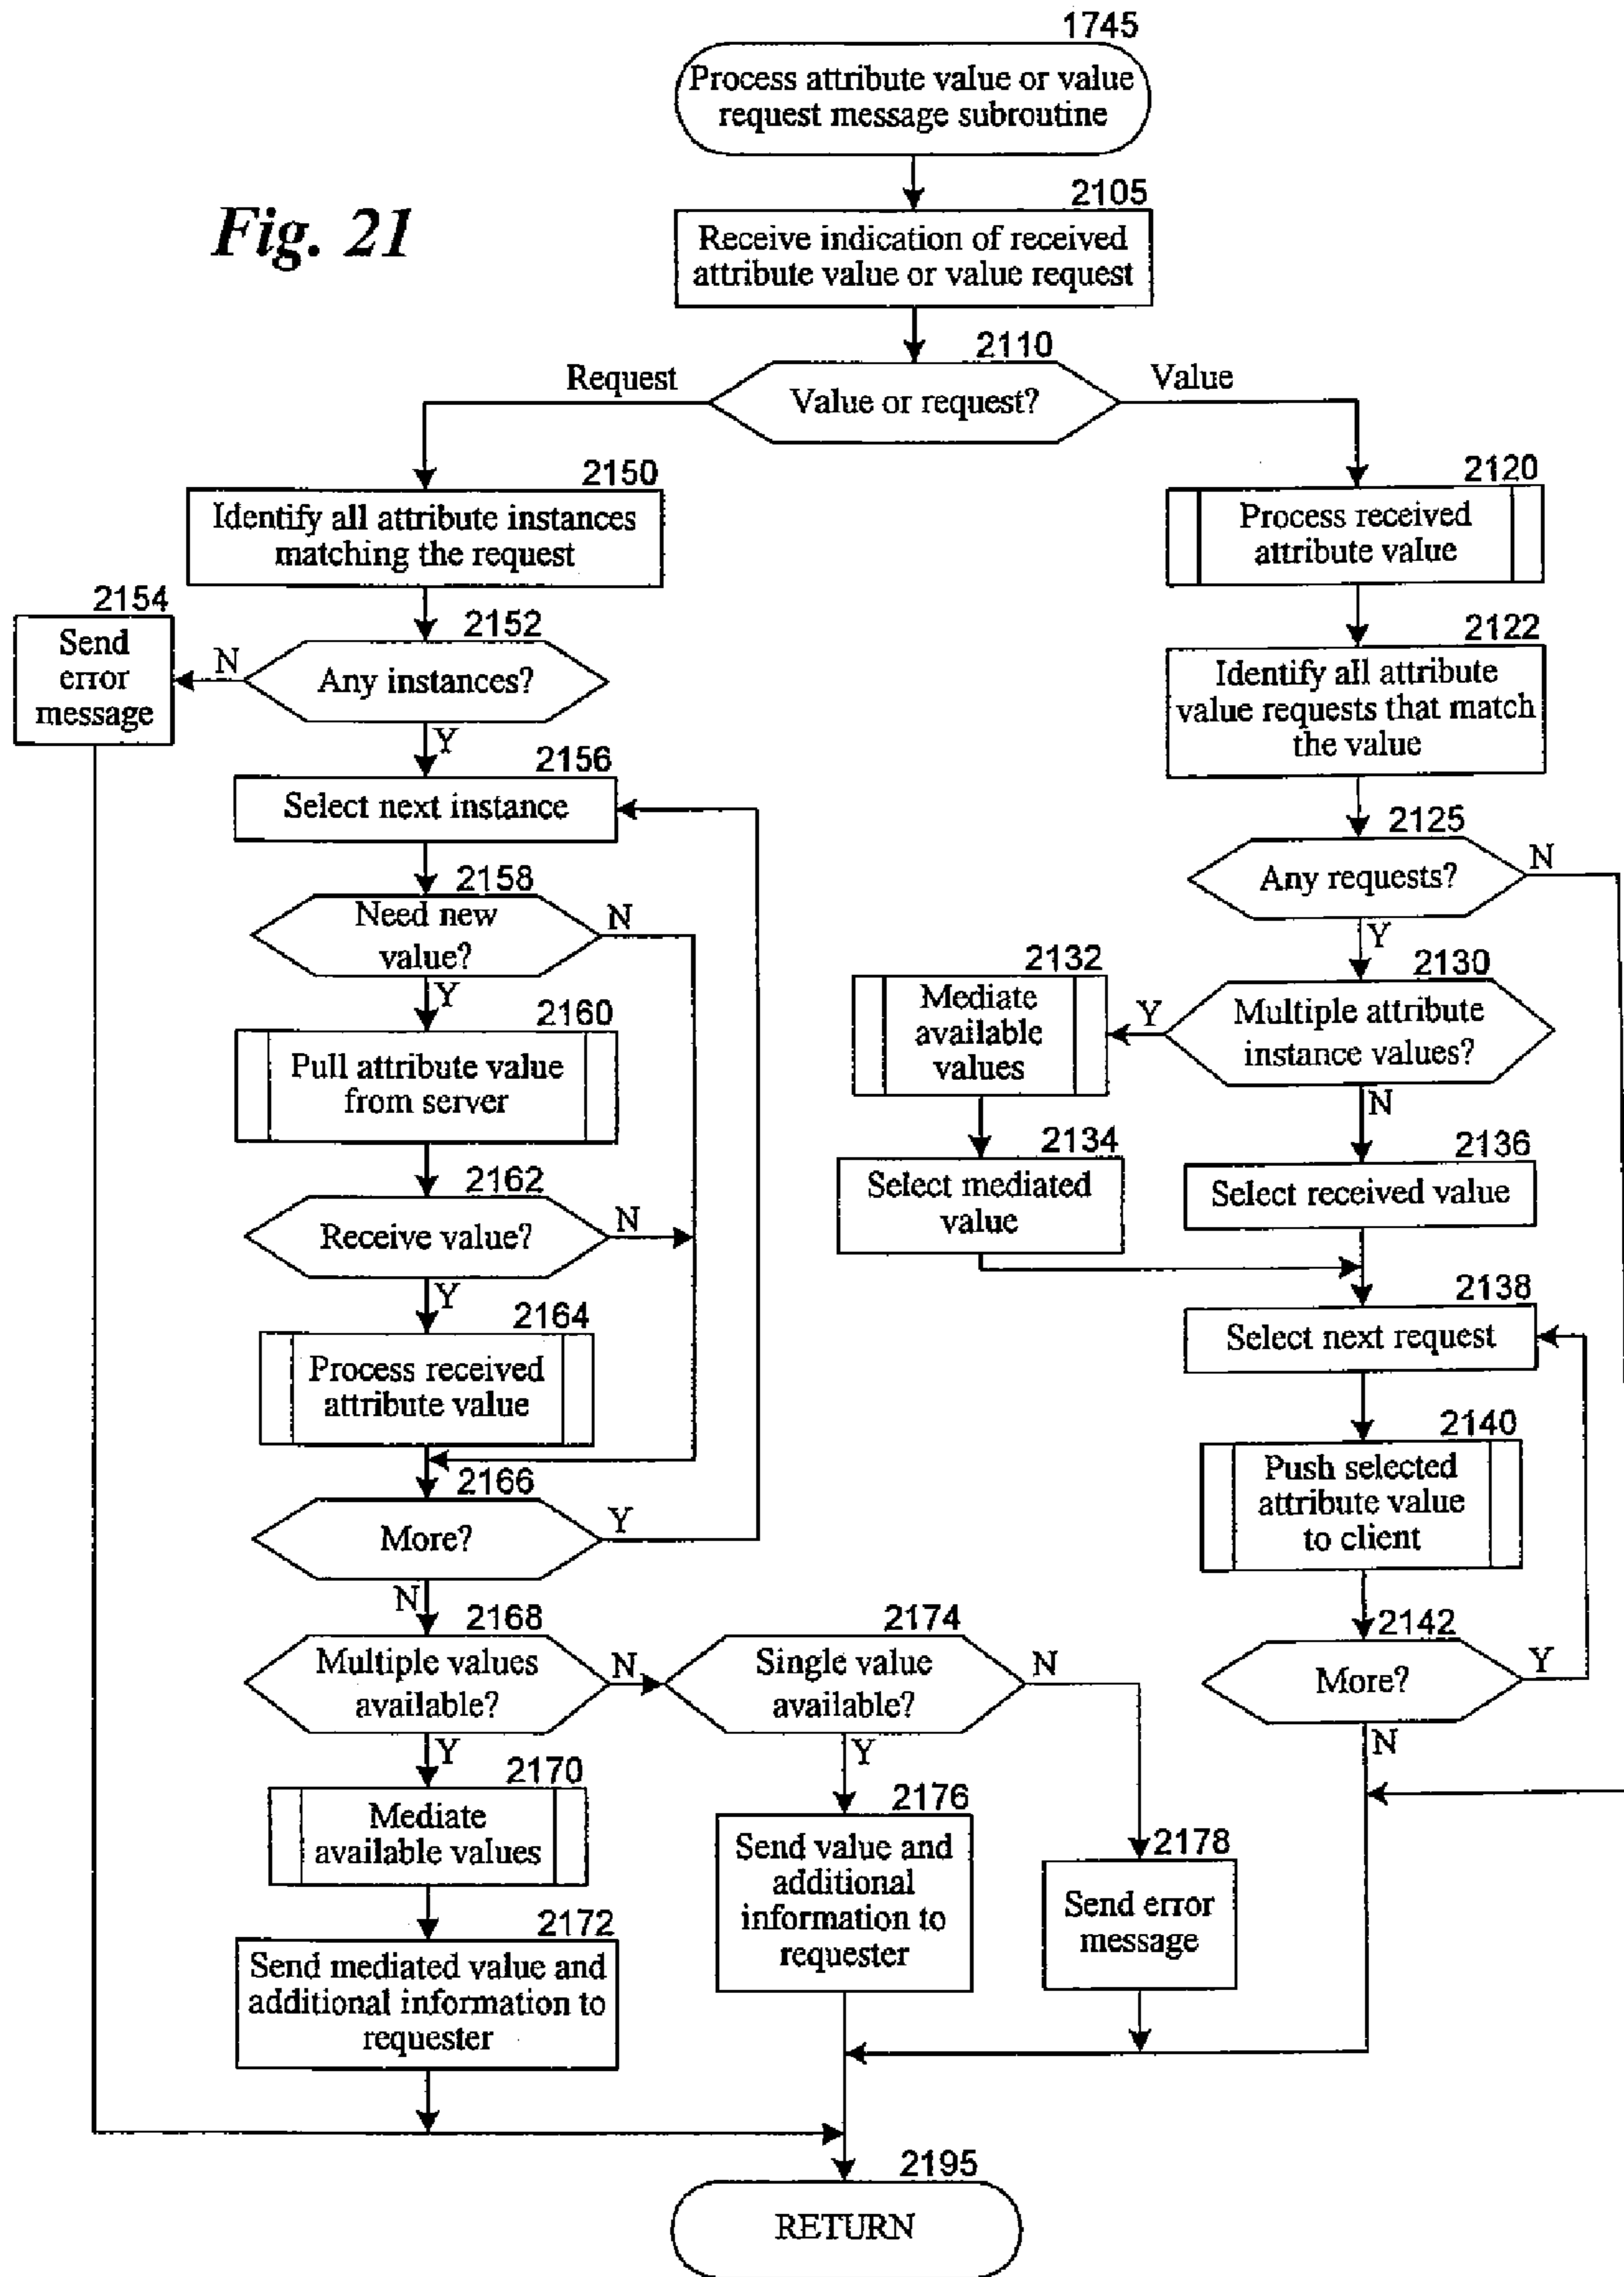 1745
Process attribute value or value
request message subroutine
Fig. 21
2105
Receive indication of received
attribute value or value request
2110
Request
Value or request?
Value
2150
Identify all attribute instances
matching the request
2152
Any instances?
N
Y
2154
Send
error
message
2156
Select next instance
2158
Need new
value?
N
Y
2160
Pull attribute value
from server
2162
Receive value?
N
Y
2164
Process received
attribute value
2166
More?
Y
N
2168
Multiple values
available?
N
Y
2170
Mediate
available values
2172
Send mediated value and
additional information to
requester
2174
Single value
available?
N
Y
2176
Send value and
additional
information to
requester
2178
Send error
message
2120
Process received
attribute value
2122
Identify all attribute
value requests that match
the value
2125
Any requests?
N
Y
2130
Multiple attribute
instance values?
Y
N
2132
Mediate
available
values
2134
Select mediated
value
2136
Select received value
2138
Select next request
2140
Push selected
attribute value
to client
2142
More?
Y
N
2195
RETURN